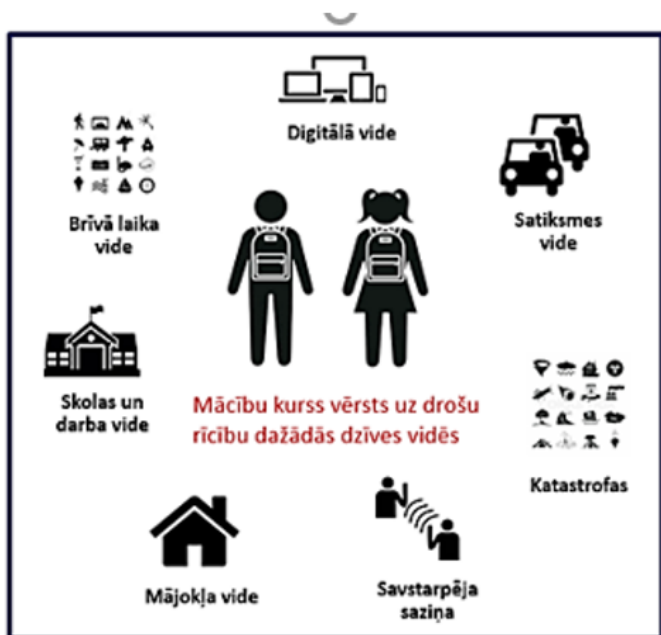 Digitālā vide
Brīvā laika
vide
Satiksmes
vide
Skolas un
darba vide
Mācību kurss vērsts uz drošu
rīcību dažādās dzīves vidēs
Katastrofas
Mājokļa vide
Savstarpēja
saziņa